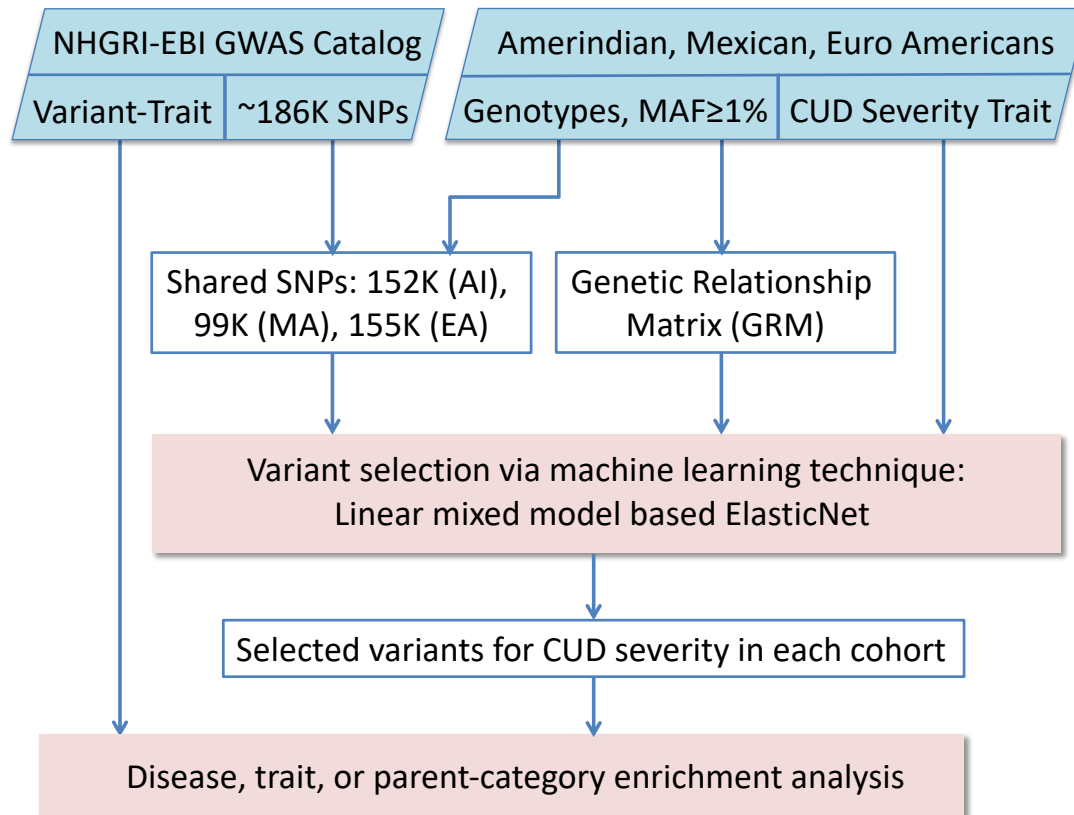 NHGRI-EBI GWAS Catalog
Variant-Trait
~186K SNPs
Amerindian, Mexican, Euro Americans
Genotypes, MAF≥1%
CUD Severity Trait
Shared SNPs: 152K (AI),
99K (MA), 155K (EA)
Genetic Relationship
Matrix (GRM)
Variant selection via machine learning technique:
Linear mixed model based ElasticNet
Selected variants for CUD severity in each cohort
Disease, trait, or parent-category enrichment analysis